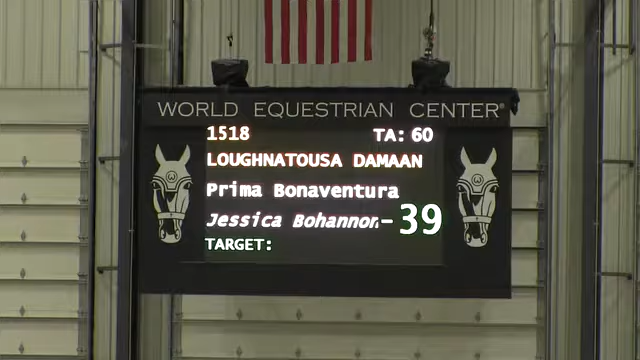 WORLD EQUESTRIAN CENTER®
1518 TA: 60
LOUGHNATOUSA DAMAAN
Prima Bonaventura
Jessica Bohannon -39
TARGET: